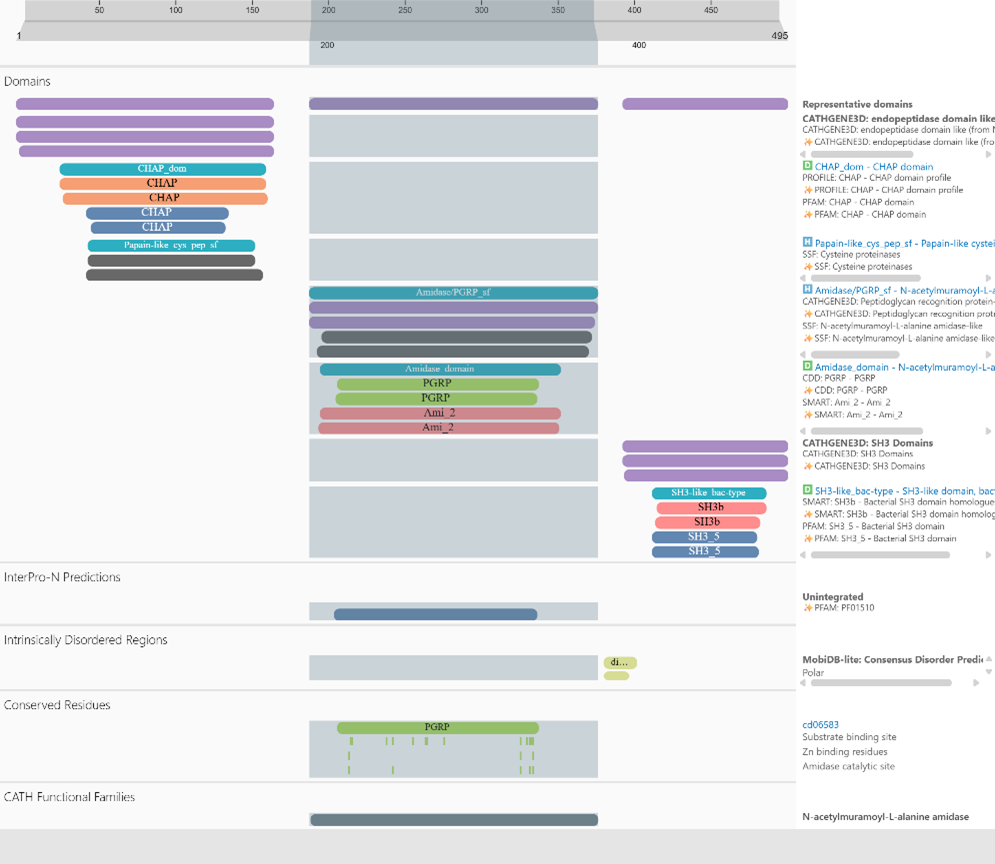 50 100 150 200 250 300 350 400 450
1 495
200 400
Domains
Representative domains
CATHGENE3D: endopeptidase domain like
CATHGENE3D: endopeptidase domain like (from N
CATHGENE3D: endopeptidase domain like (fro
CHAP_dom
CHAP_dom - CHAP domain
CHAP
PROFILE: CHAP - CHAP domain profile
CHAP
PROFILE: CHAP - CHAP domain profile
CHAP
PFAM: CHAP - CHAP domain
CHAP
PFAM: CHAP - CHAP domain
Papain-like cys pep sf
Papain-like_cys_pep_sf - Papain-like cystei
SSF: Cysteine proteinases
SSF: Cysteine proteinases
Amidase/PGRP_sf
Amidase/PGRP_sf - N-acetylmuramoyl-L-a
CATHGENE3D: Peptidoglycan recognition protein-
CATHGENE3D: Peptidoglycan recognition prot
SSF: N-acetylmuramoyl-L-alanine amidase-like
SSF: N-acetylmuramoyl-L-alanine amidase-like
Amidase domain
Amidase_domain - N-acetylmuramoyl-L-a
PGRP
CDD: PGRP - PGRP
PGRP
CDD: PGRP - PGRP
Ami_2
SMART: Ami_2 - Ami_2
Ami_2
SMART: Ami_2 - Ami_2
CATHGENE3D: SH3 Domains
CATHGENE3D: SH3 Domains
CATHGENE3D: SH3 Domains
SH3-like bac-type
SH3-like_bac-type - SH3-like domain, bac
SH3b
SMART: SH3b - Bacterial SH3 domain homologue
SH3b
SMART: SH3b - Bacterial SH3 domain homolog
SH3_5
PFAM: SH3_5 - Bacterial SH3 domain
SH3_5
PFAM: SH3_5 - Bacterial SH3 domain
InterPro-N Predictions
Unintegrated
PFAM: PF01510
Intrinsically Disordered Regions
di...
MobiDB-lite: Consensus Disorder Predi
Polar
Conserved Residues
PGRP
cd06583
Substrate binding site
Zn binding residues
Amidase catalytic site
CATH Functional Families
N-acetylmuramoyl-L-alanine amidase